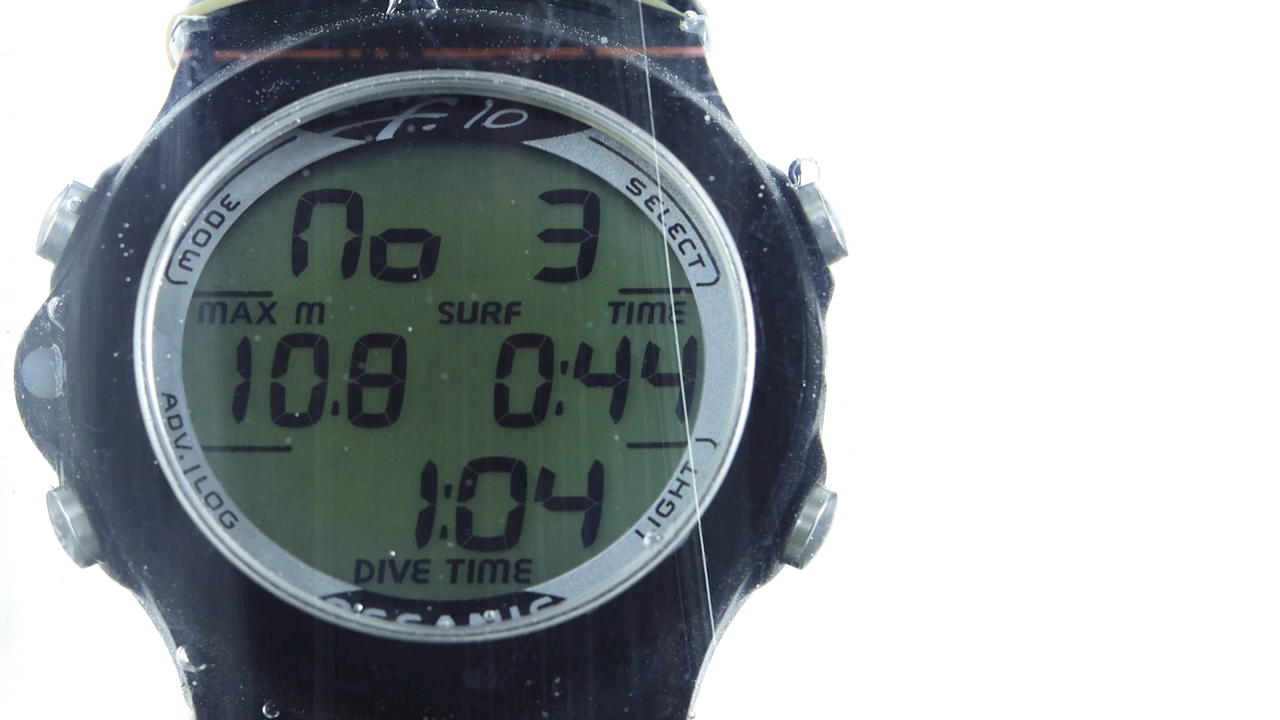 F.10
MODE
SELECT
No 3
MAX M SURF TIME
10.8 0:44
ADV.|LOG
LIGHT
1:04
DIVE TIME
OCEANIC